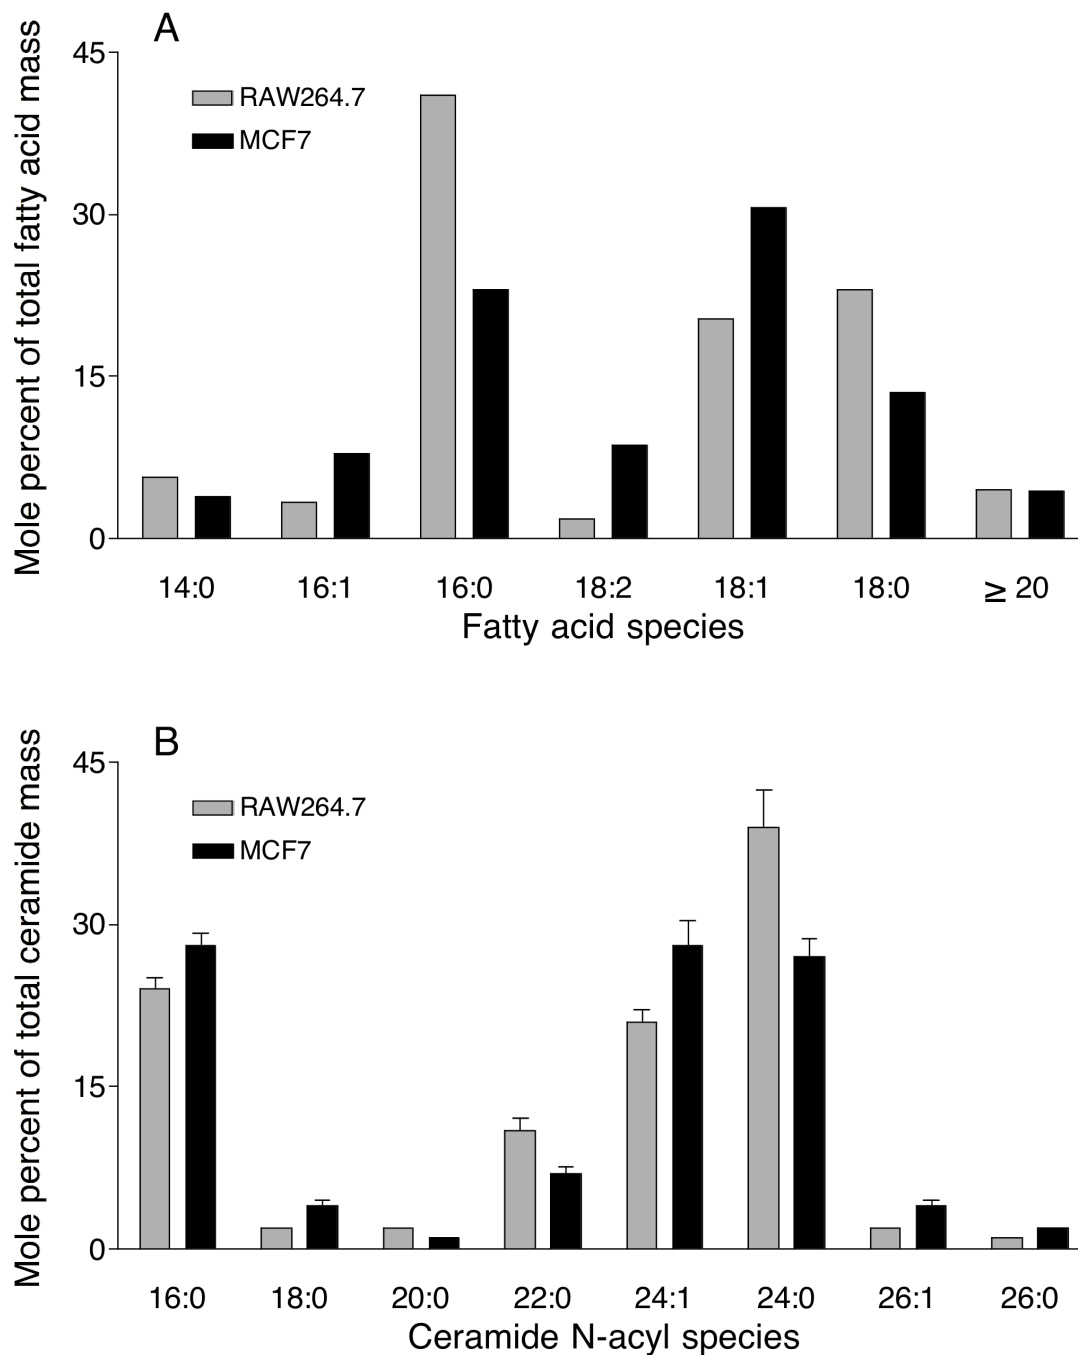 A
Mole percent of total fatty acid mass
45
30
15
0
RAW264.7
MCF7
14:0 16:1 16:0 18:2 18:1 18:0 ≥ 20
Fatty acid species
B
Mole percent of total ceramide mass
45
30
15
0
RAW264.7
MCF7
16:0 18:0 20:0 22:0 24:1 24:0 26:1 26:0
Ceramide N-acyl species